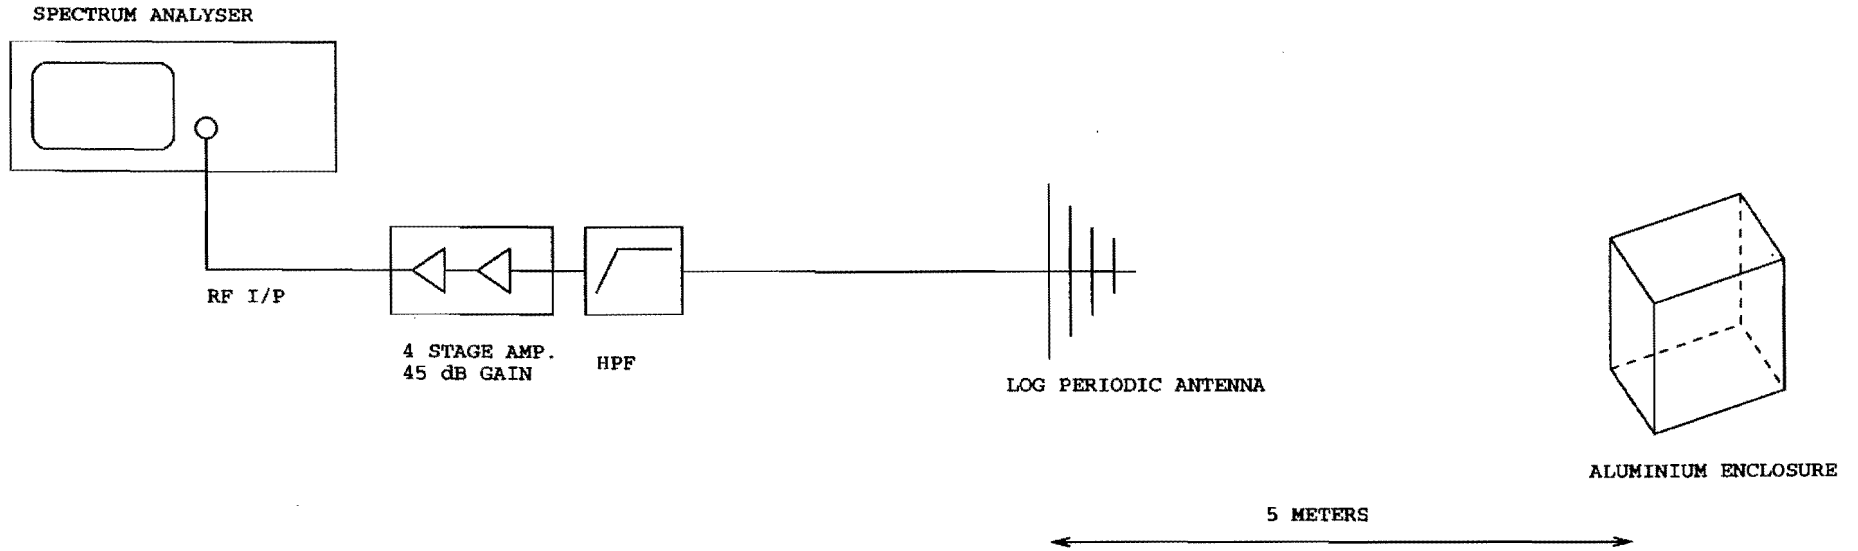 SPECTRUM ANALYSER
RF I/P
4 STAGE AMP.
45 dB GAIN
HPF
LOG PERIODIC ANTENNA
ALUMINIUM ENCLOSURE
5 METERS